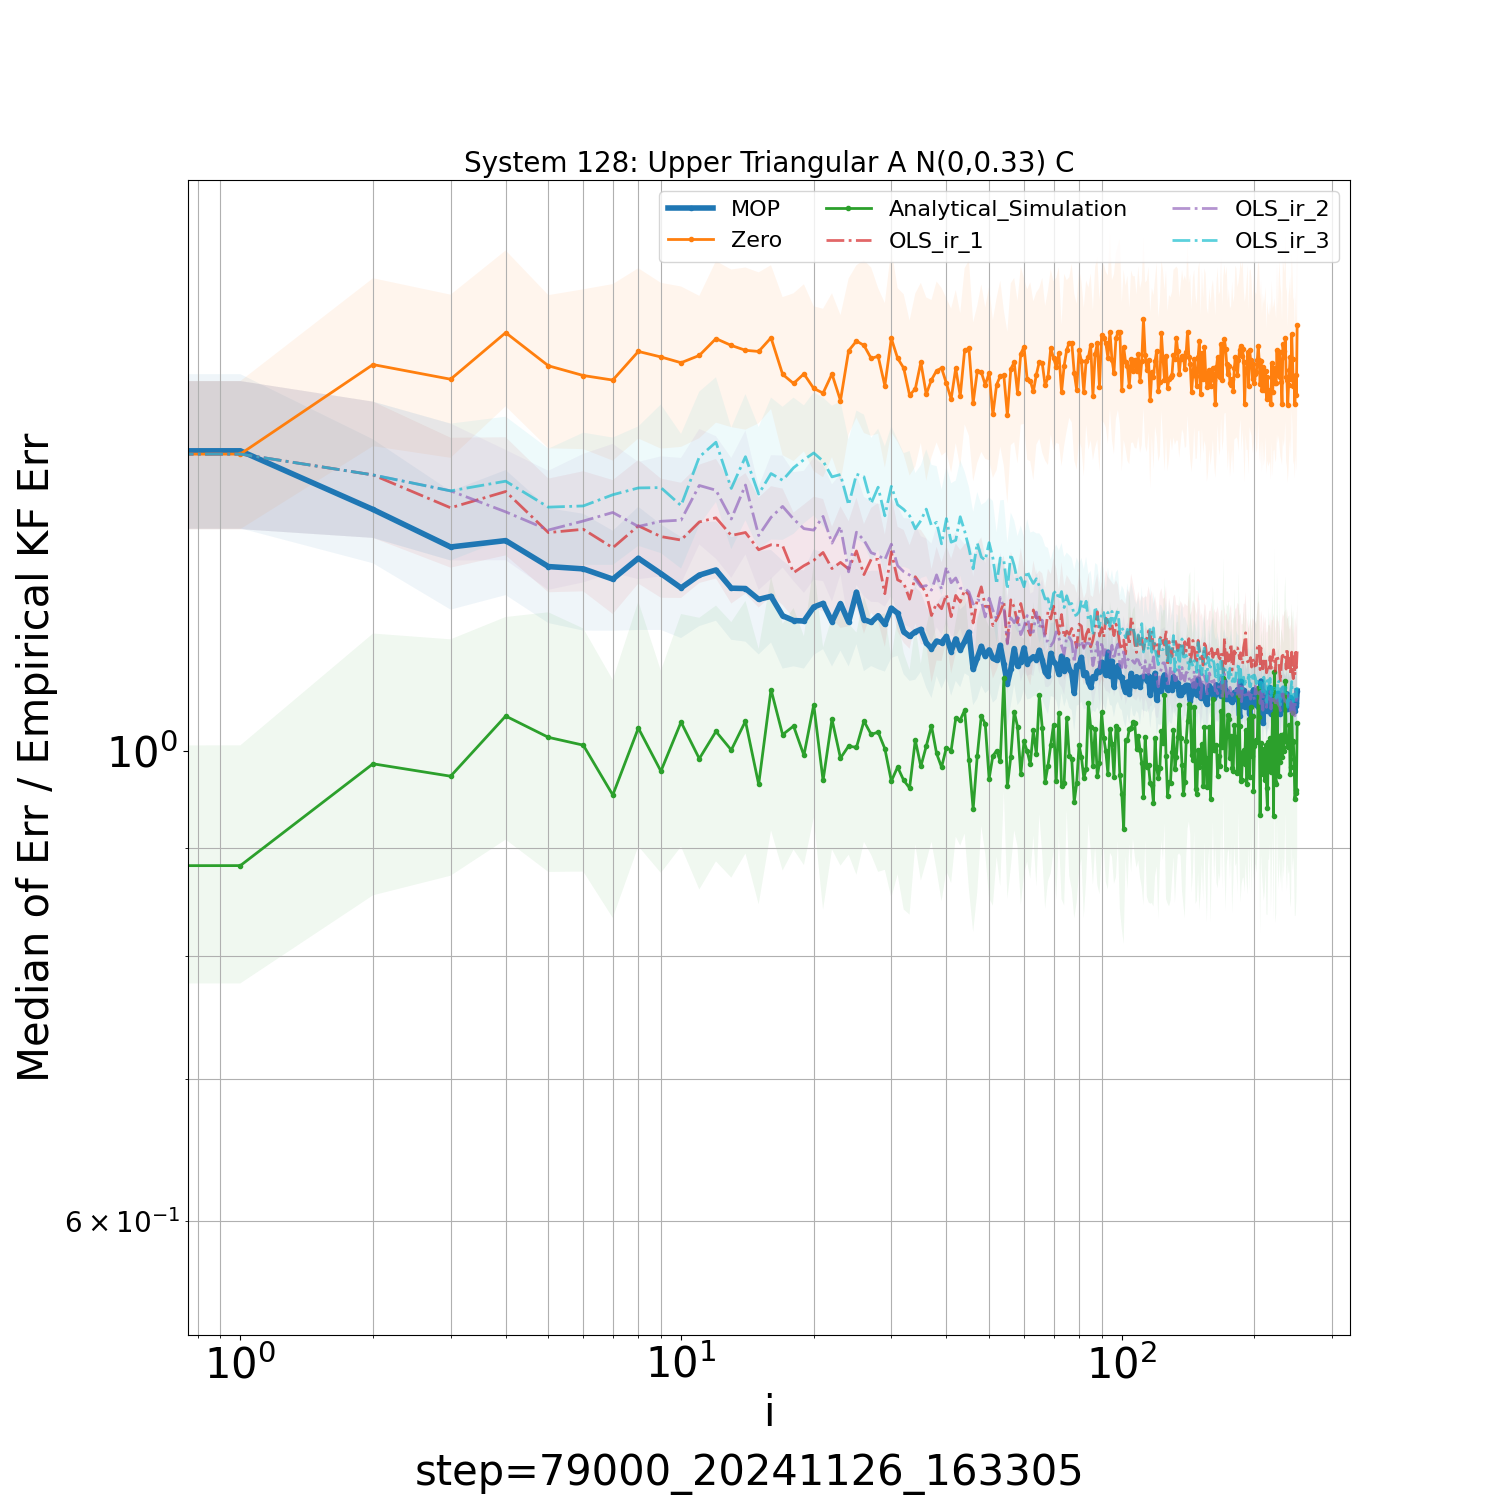 System 128: Upper Triangular A N(0,0.33) C
MOP
Zero
Analytical_Simulation
OLS_ir_1
OLS_ir_2
OLS_ir_3
Median of Err / Empirical KF Err
10⁰
6 × 10⁻¹
10⁰ 10¹ 10²
i
step=79000_20241126_163305